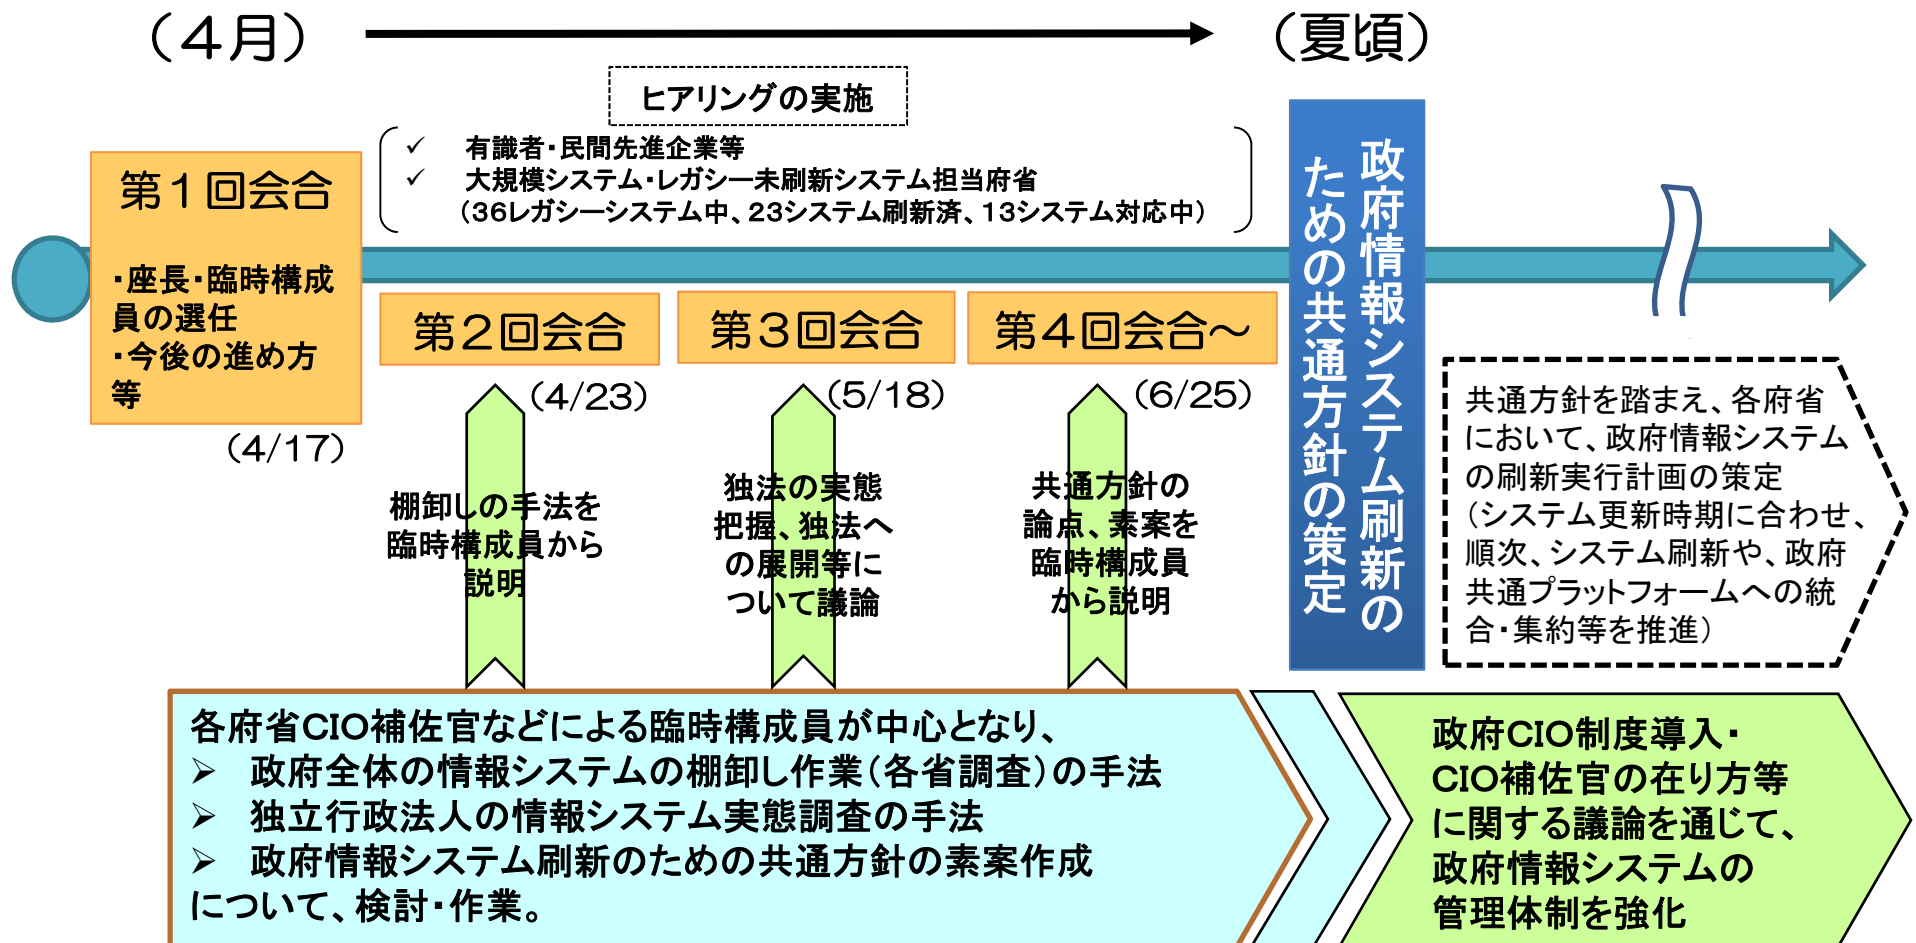 （４月）
（夏頃）
ヒアリングの実施
✓ 有識者・民間先進企業等
✓ 大規模システム・レガシー未刷新システム担当府省
（３６レガシーシステム中、２３システム刷新済、１３システム対応中）
第１回会合
・座長・臨時構成
員の選任
・今後の進め方
等
（４/１７）
第２回会合
（４/２３）
第３回会合
（５/１８）
第４回会合～
（６/２５）
棚卸しの手法を
臨時構成員から
説明
独法の実態
把握、独法へ
の展開等に
ついて議論
共通方針の
論点、素案を
臨時構成員
から説明
政府情報システム刷新の
ための共通方針の策定
共通方針を踏まえ、各府省
において、政府情報システム
の刷新実行計画の策定
（システム更新時期に合わせ、
順次、システム刷新や、政府
共通プラットフォームへの統
合・集約等を推進）
各府省CIO補佐官などによる臨時構成員が中心となり、
➢ 政府全体の情報システムの棚卸し作業（各省調査）の手法
➢ 独立行政法人の情報システム実態調査の手法
➢ 政府情報システム刷新のための共通方針の素案作成
について、検討・作業。
政府CIO制度導入・
CIO補佐官の在り方等
に関する議論を通じて、
政府情報システムの
管理体制を強化